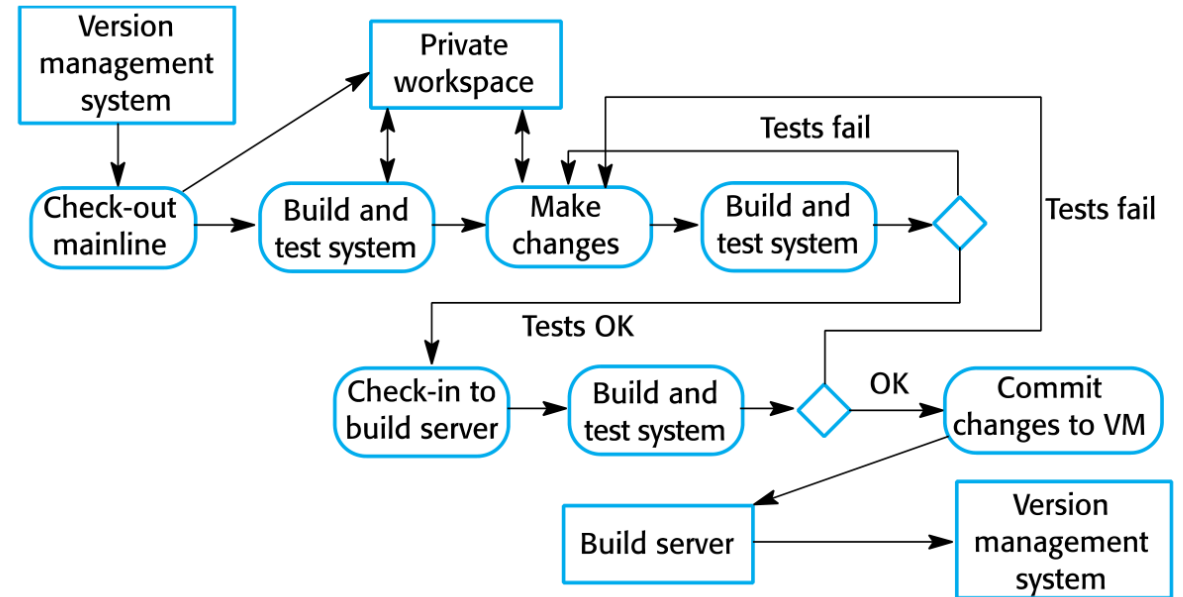 Version
management
system
Private
workspace
Tests fail
Check-out
mainline
Build and
test system
Make
changes
Build and
test system
Tests fail
Tests OK
Check-in to
build server
Build and
test system
OK
Commit
changes to VM
Build server
Version
management
system